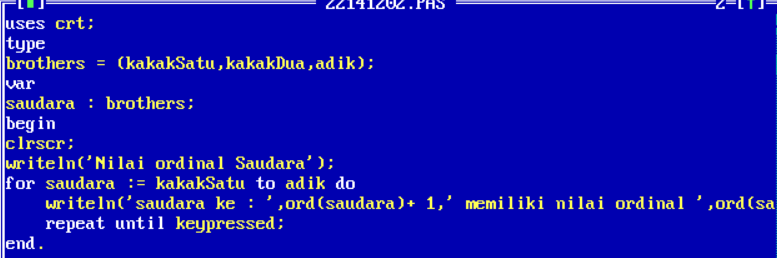 22141202.PAS 2=[↑]
uses crt;
type
brothers = (kakakSatu,kakakDua,adik);
var
saudara : brothers;
begin
clrscr;
writeln('Nilai ordinal Saudara');
for saudara := kakakSatu to adik do
writeln('saudara ke : ',ord(saudara)+ 1,' memiliki nilai ordinal ',ord(sa
repeat until keypressed;
end.